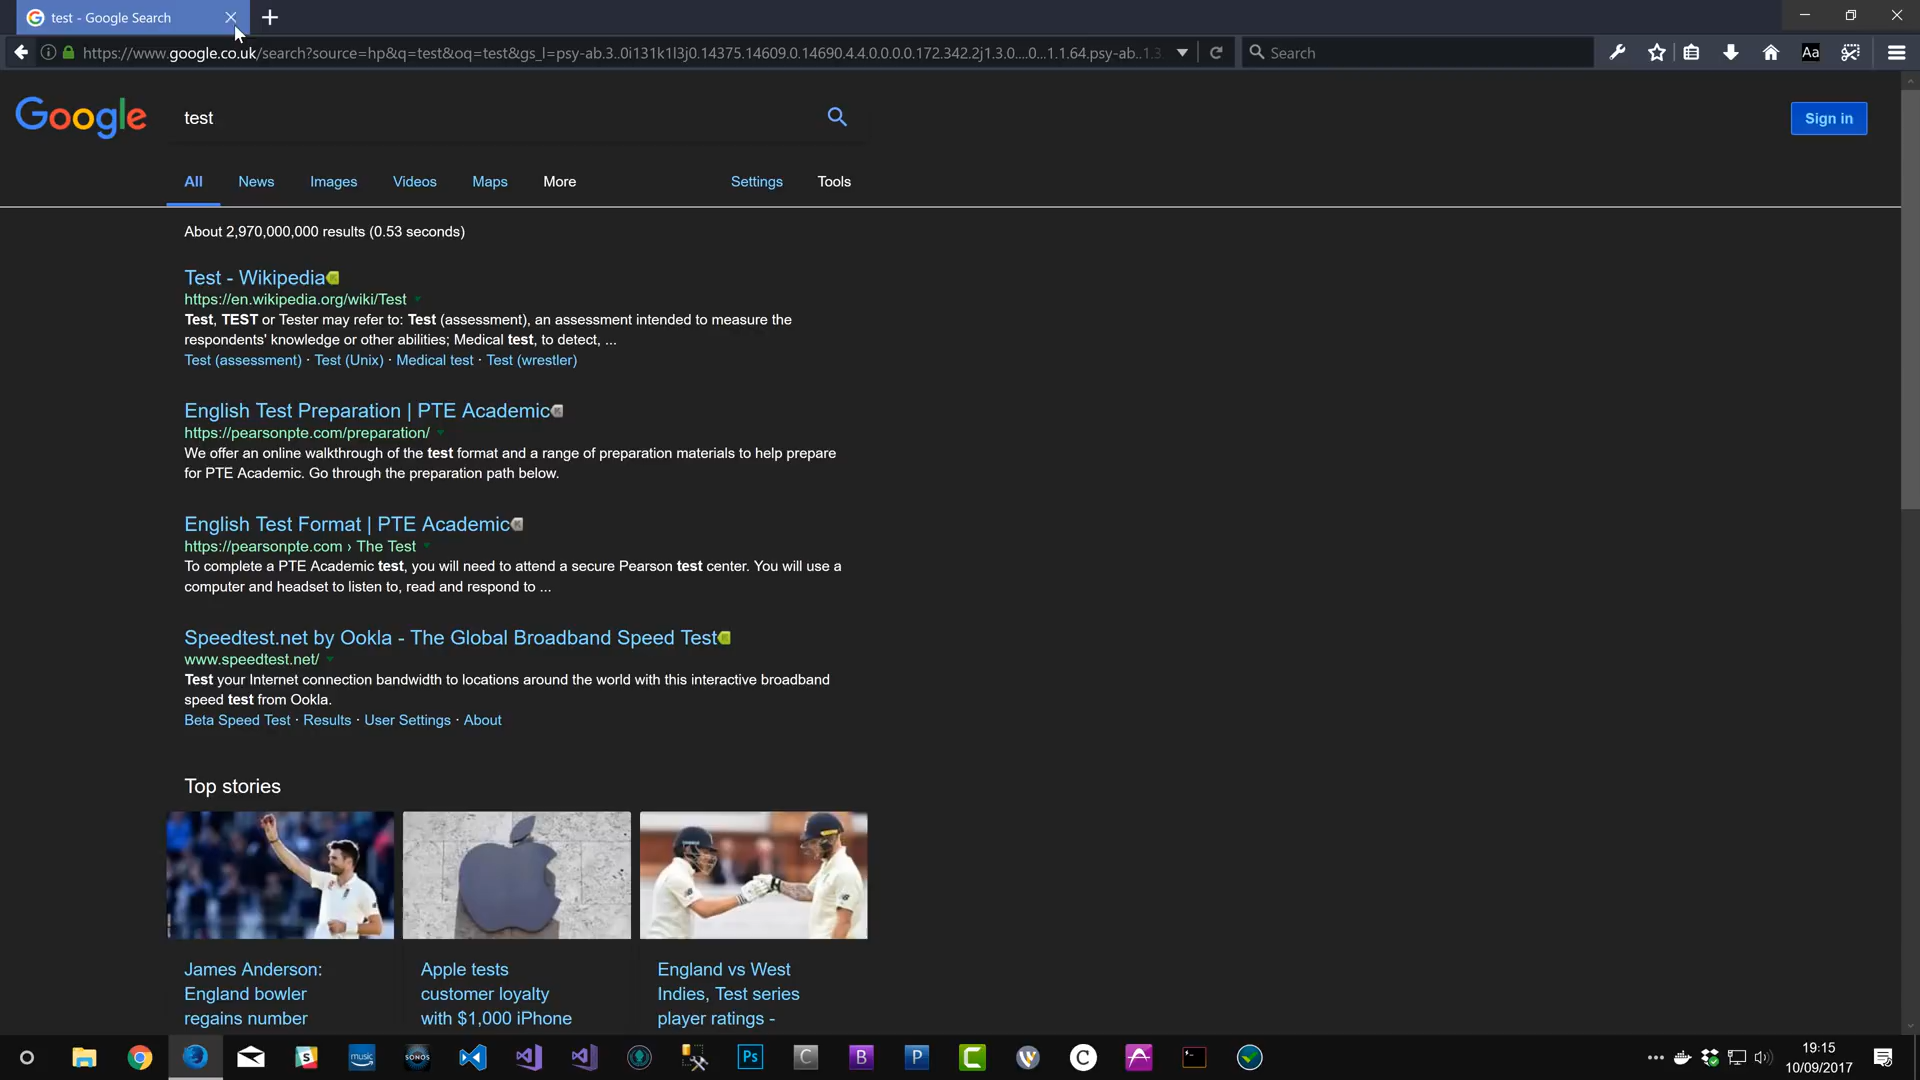 test - Google Search
https://www.google.co.uk/search?source=hp&q=test&oq=test&gs_l=psy-ab.3..0i131k1l3j0.14375.14609.0.14690.4.4.0.0.0.0.172.342.2j1.3.0....0...1.1.64.psy-ab..1.3
Search
Aa
Google
test
Sign in
All News Images Videos Maps More Settings Tools
About 2,970,000,000 results (0.53 seconds)
Test - Wikipedia
https://en.wikipedia.org/wiki/Test
Test, TEST or Tester may refer to: Test (assessment), an assessment intended to measure the
respondents' knowledge or other abilities; Medical test, to detect, ...
Test (assessment) · Test (Unix) · Medical test · Test (wrestler)
English Test Preparation | PTE Academic
https://pearsonpte.com/preparation/
We offer an online walkthrough of the test format and a range of preparation materials to help prepare
for PTE Academic. Go through the preparation path below.
English Test Format | PTE Academic
https://pearsonpte.com › The Test
To complete a PTE Academic test, you will need to attend a secure Pearson test center. You will use a
computer and headset to listen to, read and respond to ...
Speedtest.net by Ookla - The Global Broadband Speed Test
www.speedtest.net/
Test your Internet connection bandwidth to locations around the world with this interactive broadband
speed test from Ookla.
Beta Speed Test · Results · User Settings · About
Top stories
James Anderson:
England bowler
regains number
Apple tests
customer loyalty
with $1,000 iPhone
England vs West
Indies, Test series
player ratings -
music
SONOS
Ps
C
B
P
C
C
19:15
10/09/2017